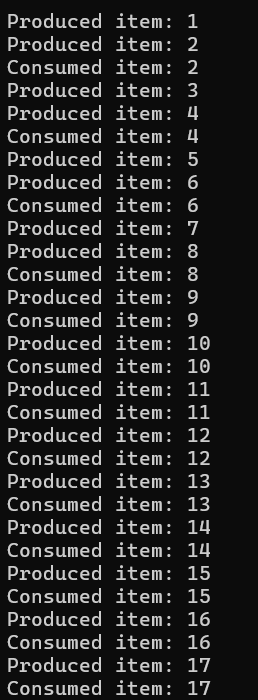 Produced item: 1
Produced item: 2
Consumed item: 2
Produced item: 3
Produced item: 4
Consumed item: 4
Produced item: 5
Produced item: 6
Consumed item: 6
Produced item: 7
Produced item: 8
Consumed item: 8
Produced item: 9
Consumed item: 9
Produced item: 10
Consumed item: 10
Produced item: 11
Consumed item: 11
Produced item: 12
Consumed item: 12
Produced item: 13
Consumed item: 13
Produced item: 14
Consumed item: 14
Produced item: 15
Consumed item: 15
Produced item: 16
Consumed item: 16
Produced item: 17
Consumed item: 17